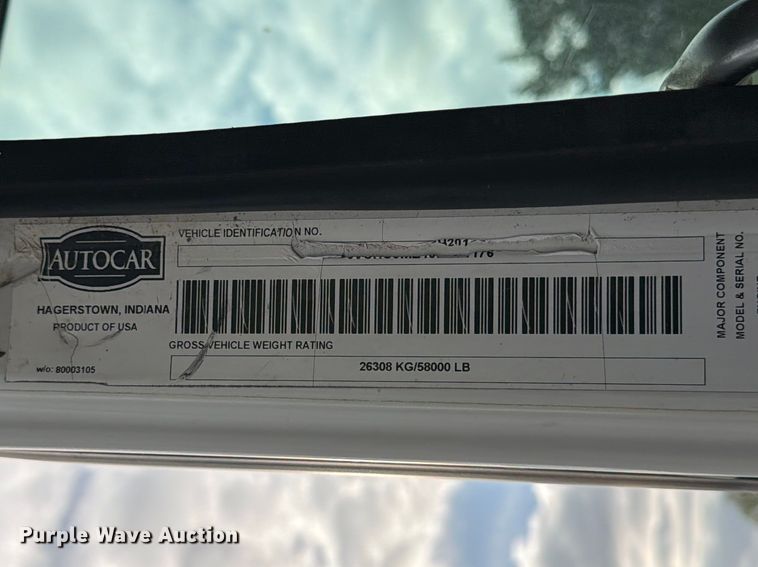 VEHICLE IDENTIFICATION NO.
AUTOCAR
HAGERSTOWN, INDIANA
PRODUCT OF USA
w/o: 80003105
GROSS VEHICLE WEIGHT RATING
26308 KG/58000 LB
MAJOR COMPONENT
MODEL & SERIAL NO.
Purple Wave Auction